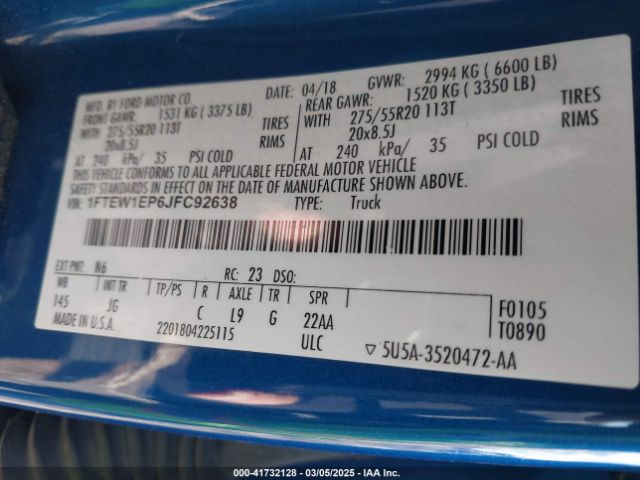 MFD. BY FORD MOTOR CO.
DATE: 04/18 GVWR: 2994 KG ( 6600 LB)
FRONT GAWR: 1531 KG ( 3375 LB)
REAR GAWR: 1520 KG ( 3350 LB)
WITH 275/55R20 113T TIRES
WITH 275/55R20 113T TIRES
20x8.5J RIMS
20x8.5J RIMS
AT 240 kPa/ 35 PSI COLD
AT 240 kPa/ 35 PSI COLD
THIS VEHICLE CONFORMS TO ALL APPLICABLE FEDERAL MOTOR VEHICLE
SAFETY STANDARDS IN EFFECT ON THE DATE OF MANUFACTURE SHOWN ABOVE.
VIN: 1FTEW1EP6JFC92638 TYPE: Truck
EXT PNT: N6 RC: 23 DSO:
WB INT TR TP/PS R AXLE TR SPR
145 JG C L9 G 22AA F0105
ULC T0890
MADE IN U.S.A. 2201804225115 ▽ 5U5A-3520472-AA
000-41732128 - 03/05/2025 - IAA Inc.